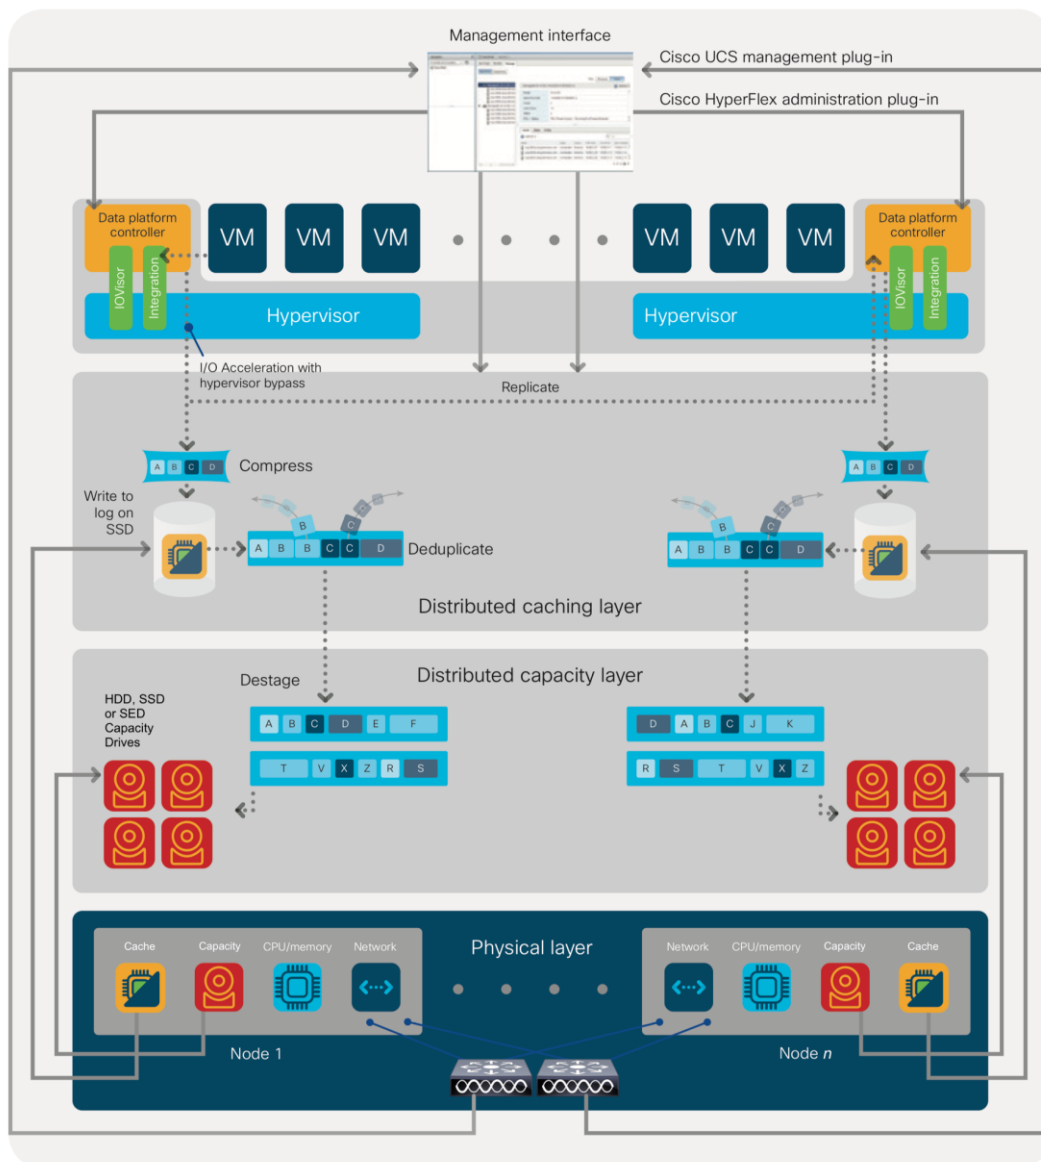 Management interface
Cisco UCS management plug-in
Cisco HyperFlex administration plug-in
Data platform
controller
IOVisor
Integration
VM
VM
VM
VM
VM
VM
Data platform
controller
IOVisor
Integration
Hypervisor
Hypervisor
I/O Acceleration with
hypervisor bypass
Replicate
A B C D
Compress
A B C D
Write to
log on
SSD
B C
A B B C C D
Deduplicate
B C
A B B C C D
Distributed caching layer
Destage
Distributed capacity layer
HDD, SSD
or SED
Capacity
Drives
A B C D E F
T V X Z R S
D A B C J K
R S T V X Z
Cache
Capacity
CPU/memory
Network
Physical layer
Network
CPU/memory
Capacity
Cache
Node 1
Node n